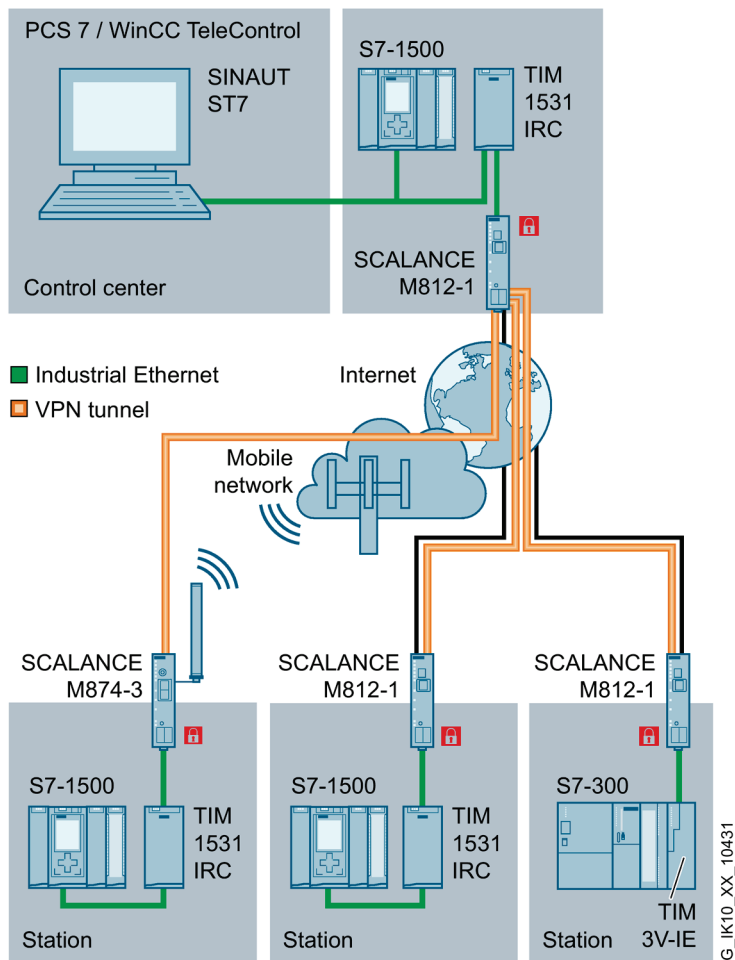 PCS 7 / WinCC TeleControl
SINAUT
ST7
Control center
S7-1500
TIM
1531
IRC
SCALANCE
M812-1
Industrial Ethernet
VPN tunnel
Internet
Mobile
network
SCALANCE
M874-3
SCALANCE
M812-1
SCALANCE
M812-1
S7-1500
TIM
1531
IRC
Station
S7-1500
TIM
1531
IRC
Station
S7-300
TIM
3V-IE
Station
G_IK10_XX_10431